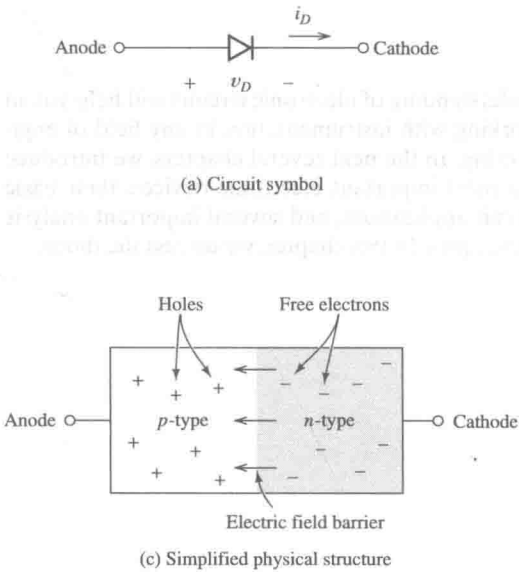 i_D
Anode Cathode
+ v_D −
(a) Circuit symbol
Holes Free electrons
+ + + − − −
Anode p-type n-type Cathode
+ + + + − − − −
Electric field barrier
(c) Simplified physical structure